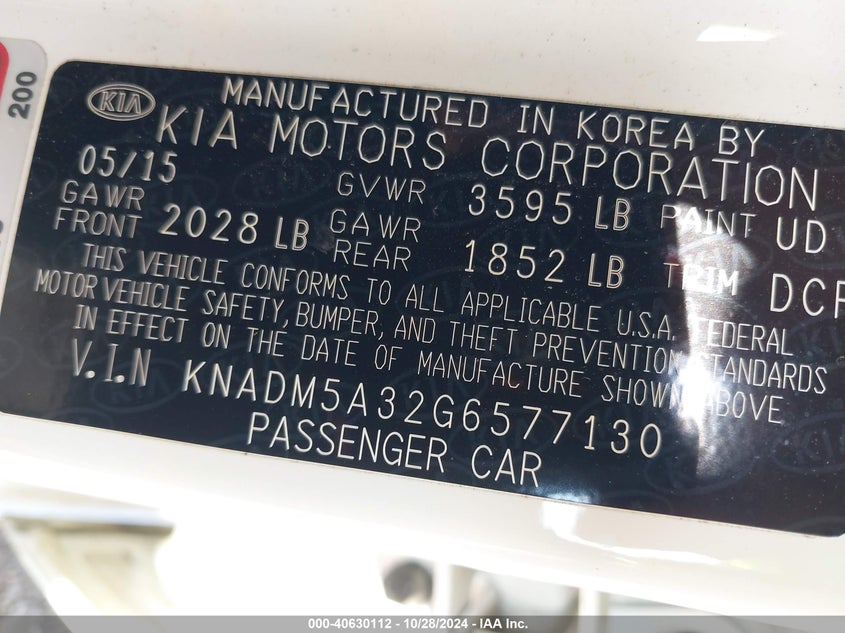 200
KIA
MANUFACTURED IN KOREA BY
KIA MOTORS CORPORATION
05/15 GVWR 3595 LB PAINT UD
GAWR FRONT 2028 LB GAWR REAR 1852 LB TRIM DCR
THIS VEHICLE CONFORMS TO ALL APPLICABLE U.S.A. FEDERAL
MOTOR VEHICLE SAFETY, BUMPER, AND THEFT PREVENTION STANDARDS
IN EFFECT ON THE DATE OF MANUFACTURE SHOWN ABOVE
V.I.N KNADM5A32G6577130
PASSENGER CAR
000-40630112 - 10/28/2024 - IAA Inc.